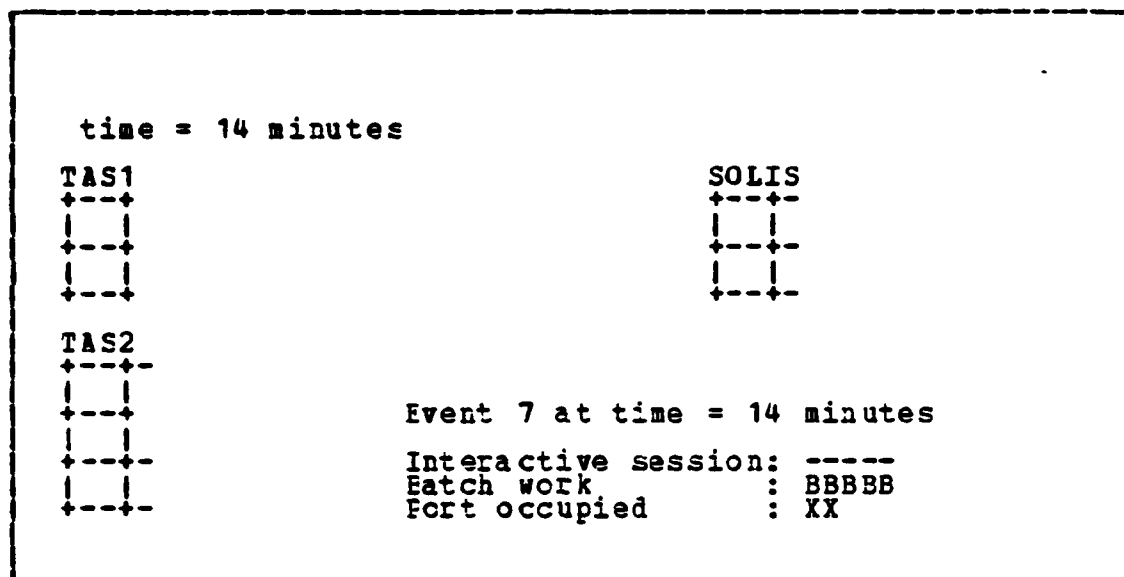 time = 14 minutes
TAS1 SOLIS
+--+ +--+-
| | | |
+--+ +--+-
| | | |
+--+ +--+-
TAS2
+--+-
| |
+--+ Event 7 at time = 14 minutes
| |
+--+- Interactive session: -----
| | Batch work : BBBBB
+--+- Port occupied : XX